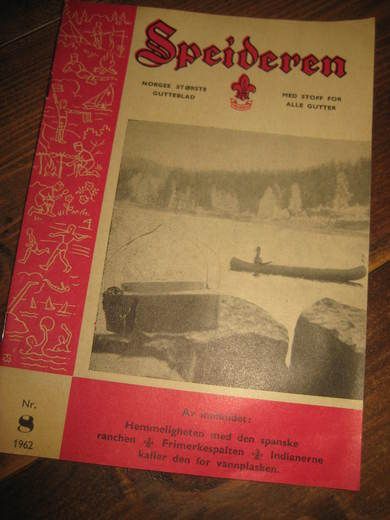 Speideren
NORGES STØRSTE
GUTTEBLAD
MED STOFF FOR
ALLE GUTTER
Nr.
8
1962
Av innholdet:
Hemmeligheten med den spanske
ranchen Frimerkespalten Indianerne
kaller den for vannplasken.